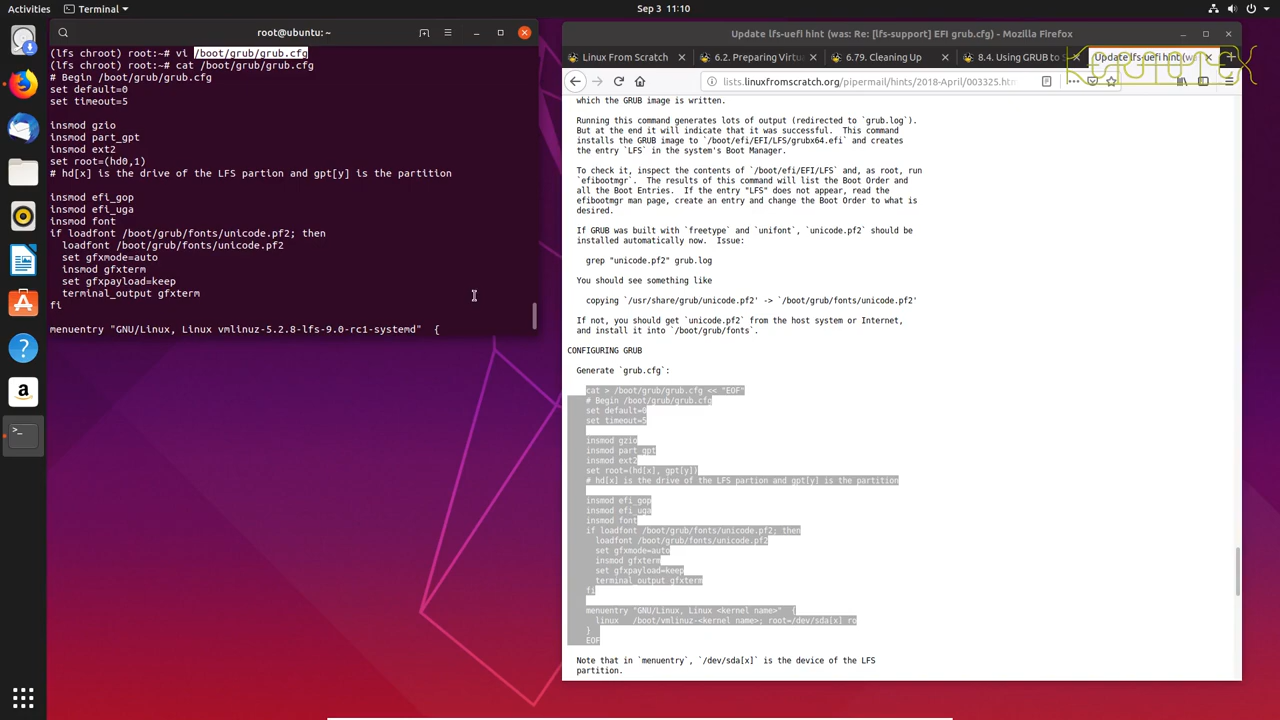 Activities
Terminal
Sep 3 11:10
root@ubuntu: ~
(lfs chroot) root:~# vi /boot/grub/grub.cfg
(lfs chroot) root:~# cat /boot/grub/grub.cfg
# Begin /boot/grub/grub.cfg
set default=0
set timeout=5
insmod gzio
insmod part_gpt
insmod ext2
set root=(hd0,1)
# hd[x] is the drive of the LFS partion and gpt[y] is the partition
insmod efi_gop
insmod efi_uga
insmod font
if loadfont /boot/grub/fonts/unicode.pf2; then
loadfont /boot/grub/fonts/unicode.pf2
set gfxmode=auto
insmod gfxterm
set gfxpayload=keep
terminal_output gfxterm
fi
menuentry "GNU/Linux, Linux vmlinuz-5.2.8-lfs-9.0-rc1-systemd"  {
Update lfs-uefi hint (was: Re: [lfs-support] EFI grub.cfg) - Mozilla Firefox
Linux From Scratch
6.2. Preparing Virtu
6.79. Cleaning Up
8.4. Using GRUB to S
Update lfs-uefi hint (wa
lists.linuxfromscratch.org/pipermail/hints/2018-April/003325.htm
which the GRUB image is written.
Running this command generates lots of output (redirected to `grub.log`).
But at the end it will indicate that it was successful.  This command
installs the GRUB image to `/boot/efi/EFI/LFS/grubx64.efi` and creates
the entry `LFS` in the system's Boot Manager.
To check it, inspect the contents of `/boot/efi/EFI/LFS` and, as root, run
`efibootmgr`.  The results of this command will list the Boot Order and
all the Boot Entries.  If the entry "LFS" does not appear, read the
efibootmgr man page, create an entry and change the Boot Order to what is
desired.
If GRUB was built with `freetype` and `unifont`, `unicode.pf2` should be
installed automatically now.  Issue:
grep "unicode.pf2" grub.log
You should see something like
copying `/usr/share/grub/unicode.pf2' -> `/boot/grub/fonts/unicode.pf2'
If not, you should get `unicode.pf2` from the host system or Internet,
and install it into `/boot/grub/fonts`.
CONFIGURING GRUB
Generate `grub.cfg`:
cat > /boot/grub/grub.cfg << "EOF"
# Begin /boot/grub/grub.cfg
set default=0
set timeout=5
insmod gzio
insmod part_gpt
insmod ext2
set root=(hd[x], gpt[y])
# hd[x] is the drive of the LFS partion and gpt[y] is the partition
insmod efi_gop
insmod efi_uga
insmod font
if loadfont /boot/grub/fonts/unicode.pf2; then
loadfont /boot/grub/fonts/unicode.pf2
set gfxmode=auto
insmod gfxterm
set gfxpayload=keep
terminal_output gfxterm
fi
menuentry "GNU/Linux, Linux <kernel name>"  {
linux   /boot/vmlinuz-<kernel name>; root=/dev/sda[x] ro
}
EOF
Note that in `menuentry`, `/dev/sda[x]` is the device of the LFS
partition.